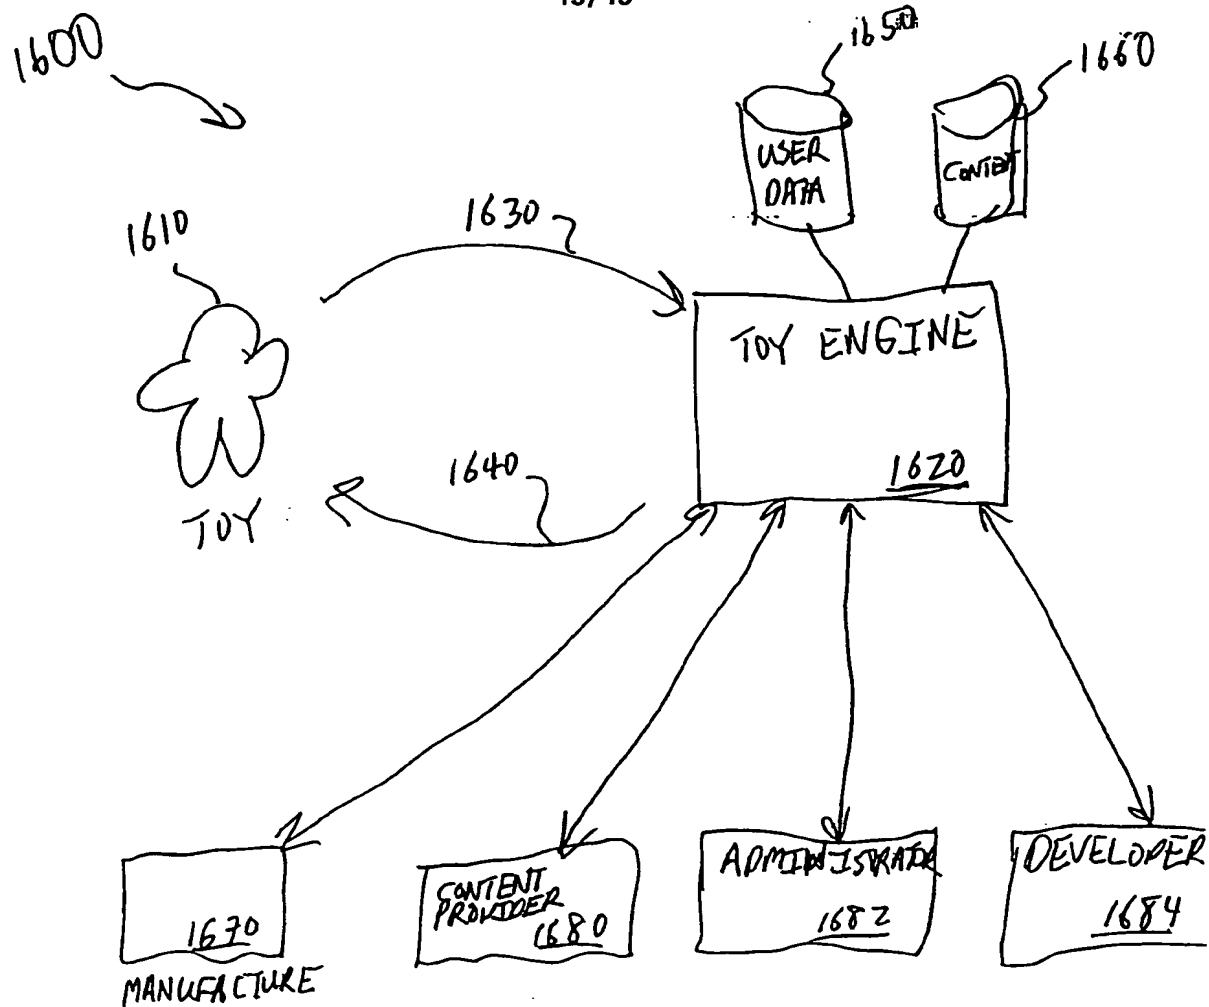 1600
1650
1660
USER
DATA
CONTENT
1610
1630
TOY ENGINE
1620
1640
TOY
CONTENT
PROVIDER
1680
ADMINISTRATOR
1682
DEVELOPER
1684
1670
MANUFACTURE